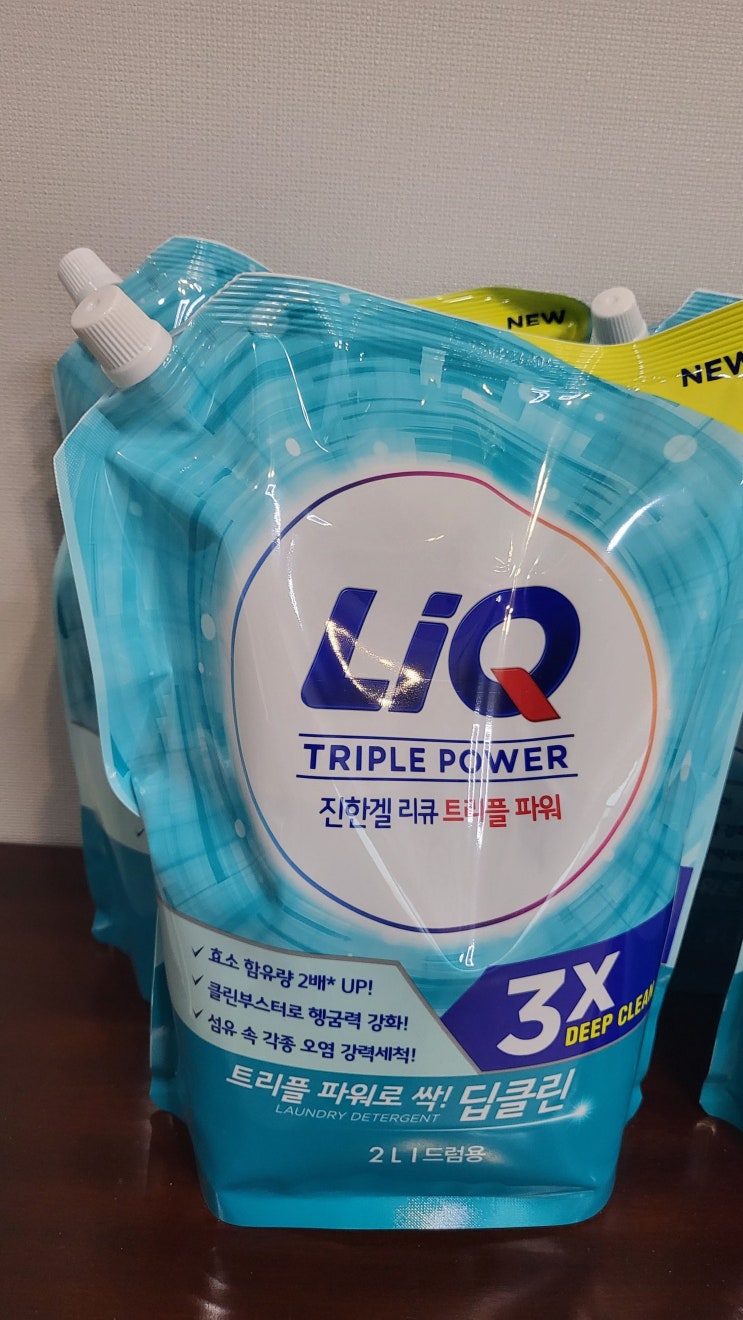 NEW
NEW
LiQ
TRIPLE POWER
진한겔 리큐 트리플 파워
✓ 효소 함유량 2배* UP!
✓ 클린부스터로 헹굼력 강화!
✓ 섬유 속 각종 오염 강력세척!
3X
DEEP CLEAN
트리플 파워로 싹! 딥클린
LAUNDRY DETERGENT
2L I 드럼용